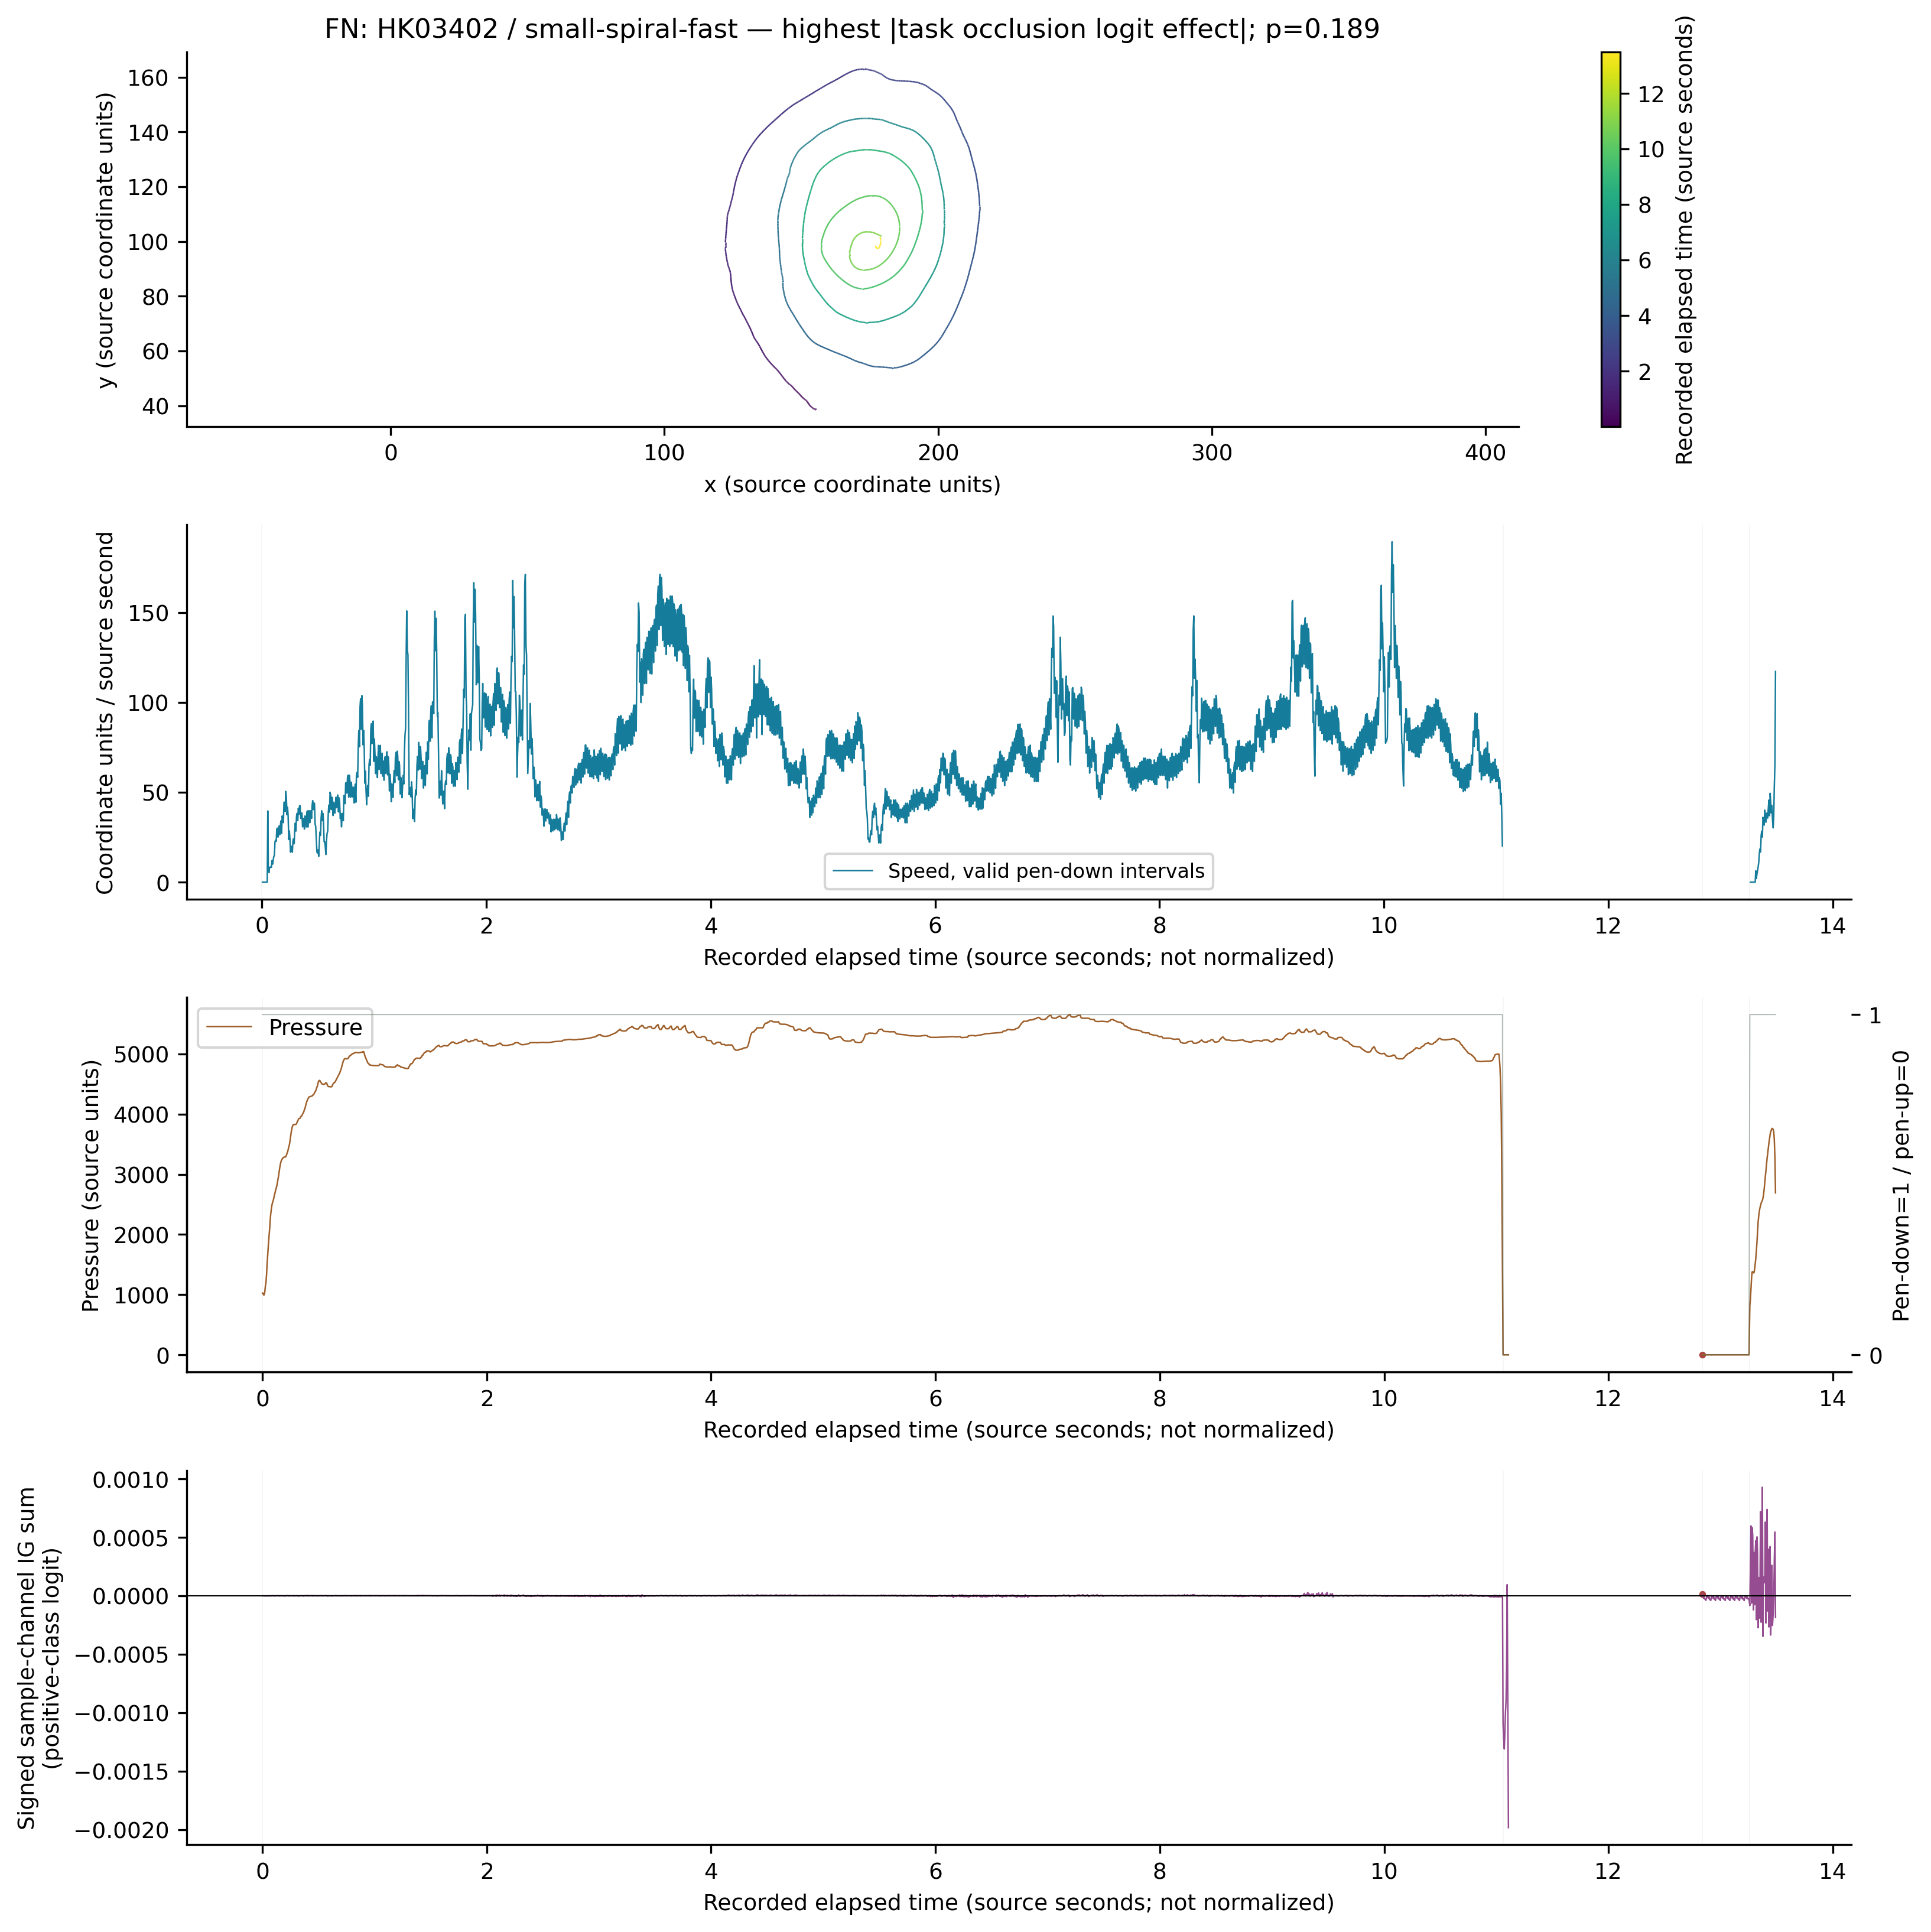 FN: HK03402 / small-spiral-fast — highest |task occlusion logit effect|; p=0.189
160
140
120
100
80
60
40
y (source coordinate units)
0 100 200 300 400
x (source coordinate units)
12
10
8
6
4
2
Recorded elapsed time (source seconds)
150
100
50
0
Coordinate units / source second
Speed, valid pen-down intervals
0 2 4 6 8 10 12 14
Recorded elapsed time (source seconds; not normalized)
Pressure
5000
4000
3000
2000
1000
0
Pressure (source units)
1
0
Pen-down=1 / pen-up=0
0 2 4 6 8 10 12 14
Recorded elapsed time (source seconds; not normalized)
0.0010
0.0005
0.0000
−0.0005
−0.0010
−0.0015
−0.0020
Signed sample-channel IG sum
(positive-class logit)
0 2 4 6 8 10 12 14
Recorded elapsed time (source seconds; not normalized)